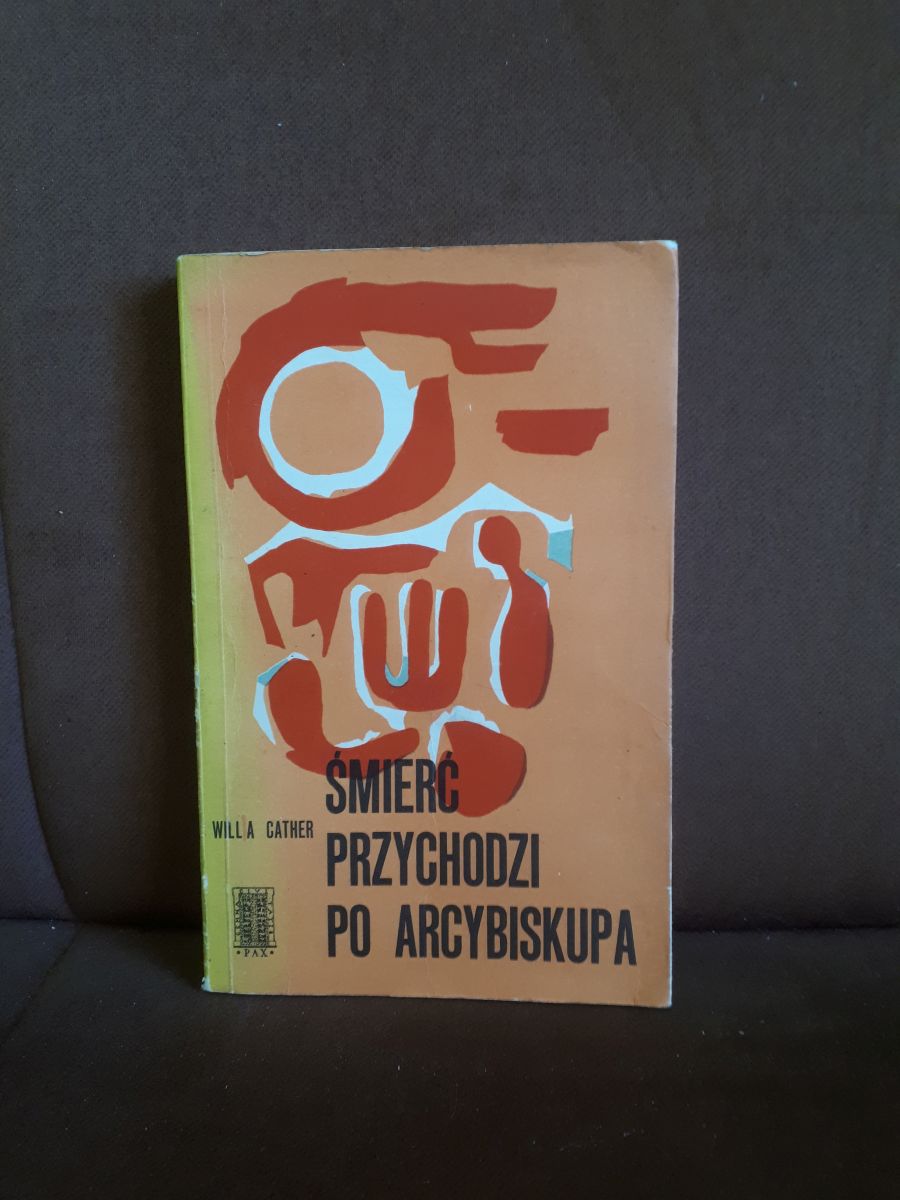 ŚMIERĆ
WILLA CATHER
PRZYCHODZI
PO ARCYBISKUPA
• PAX •